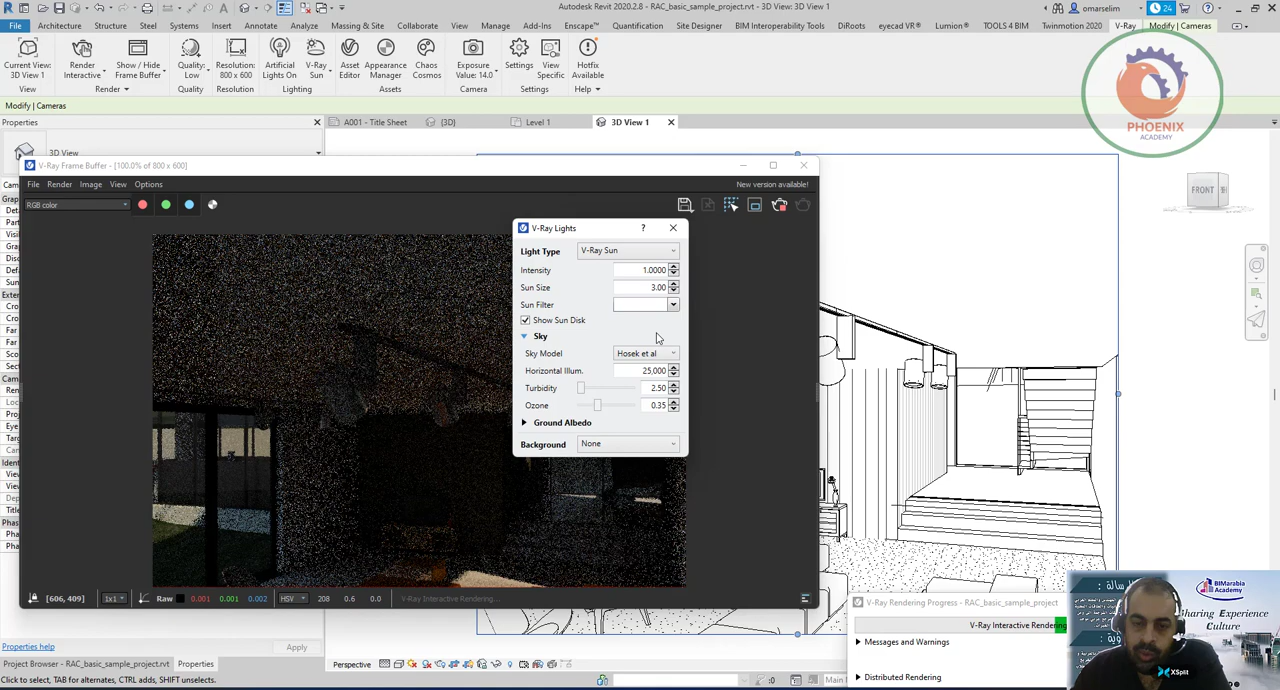 Autodesk Revit 2020.2.8 - RAC_basic_sample_project.rvt - 3D View: 3D View 1
omarselim
24
File
Architecture
Structure
Steel
Systems
Insert
Annotate
Analyze
Massing & Site
Collaborate
View
Manage
Add-Ins
Enscape™
Quantification
Site Designer
BIM Interoperability Tools
DiRoots
eyecad VR®
Lumion®
TOOLS 4 BIM
Twinmotion 2020
V-Ray
Modify | Cameras
Current View:
3D View 1
Render
Interactive
Show / Hide
Frame Buffer
Quality:
Low
Resolution:
800 x 600
Artificial
Lights On
V-Ray
Sun
Asset
Editor
Appearance
Manager
Chaos
Cosmos
Exposure
Value: 14.0
Settings
View
Specific
Hotfix
Available
View
Render
Quality
Resolution
Lighting
Assets
Camera
Settings
Help
Modify | Cameras
PHOENIX
ACADEMY
Properties
A001 - Title Sheet
{3D}
Level 1
3D View 1
3D View
V-Ray Frame Buffer - [100.0% of 800 x 600]
File
Render
Image
View
Options
New version available!
RGB color
FRONT
V-Ray Lights
?
Light Type
V-Ray Sun
Intensity
1.0000
Sun Size
3.00
Sun Filter
Show Sun Disk
Sky
Sky Model
Hosek et al
Horizontal Illum.
25,000
Turbidity
2.50
Ozone
0.35
Ground Albedo
Background
None
[606, 409]
1x1
Raw
0.001
0.001
0.002
HSV
208
0.6
0.0
V-Ray Interactive Rendering...
V-Ray Rendering Progress - RAC_basic_sample_project
V-Ray Interactive Rendering
Messages and Warnings
Distributed Rendering
BIMarabia
Academy
Sharing Experience
Culture
XSplit
Properties help
Apply
Project Browser - RAC_basic_sample_project.rvt
Properties
Perspective
Click to select, TAB for alternates, CTRL adds, SHIFT unselects.
:0